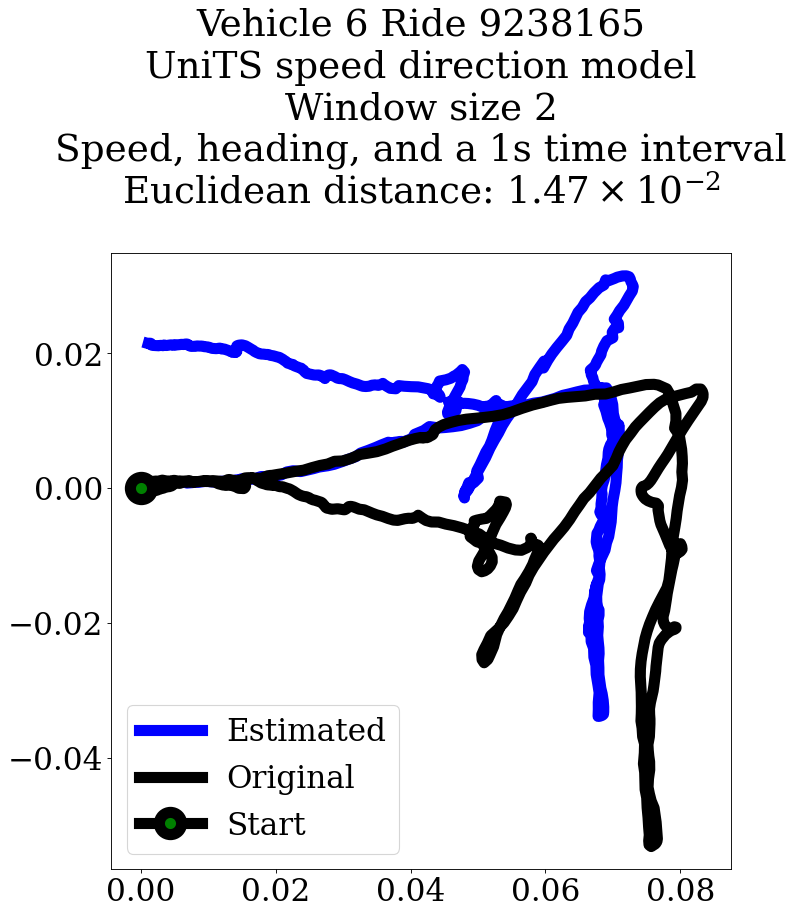 Vehicle 6 Ride 9238165
UniTS speed direction model
Window size 2
Speed, heading, and a 1s time interval
Euclidean distance: 1.47 × 10⁻²
0.02
0.00
−0.02
−0.04
Estimated
Original
Start
0.00 0.02 0.04 0.06 0.08